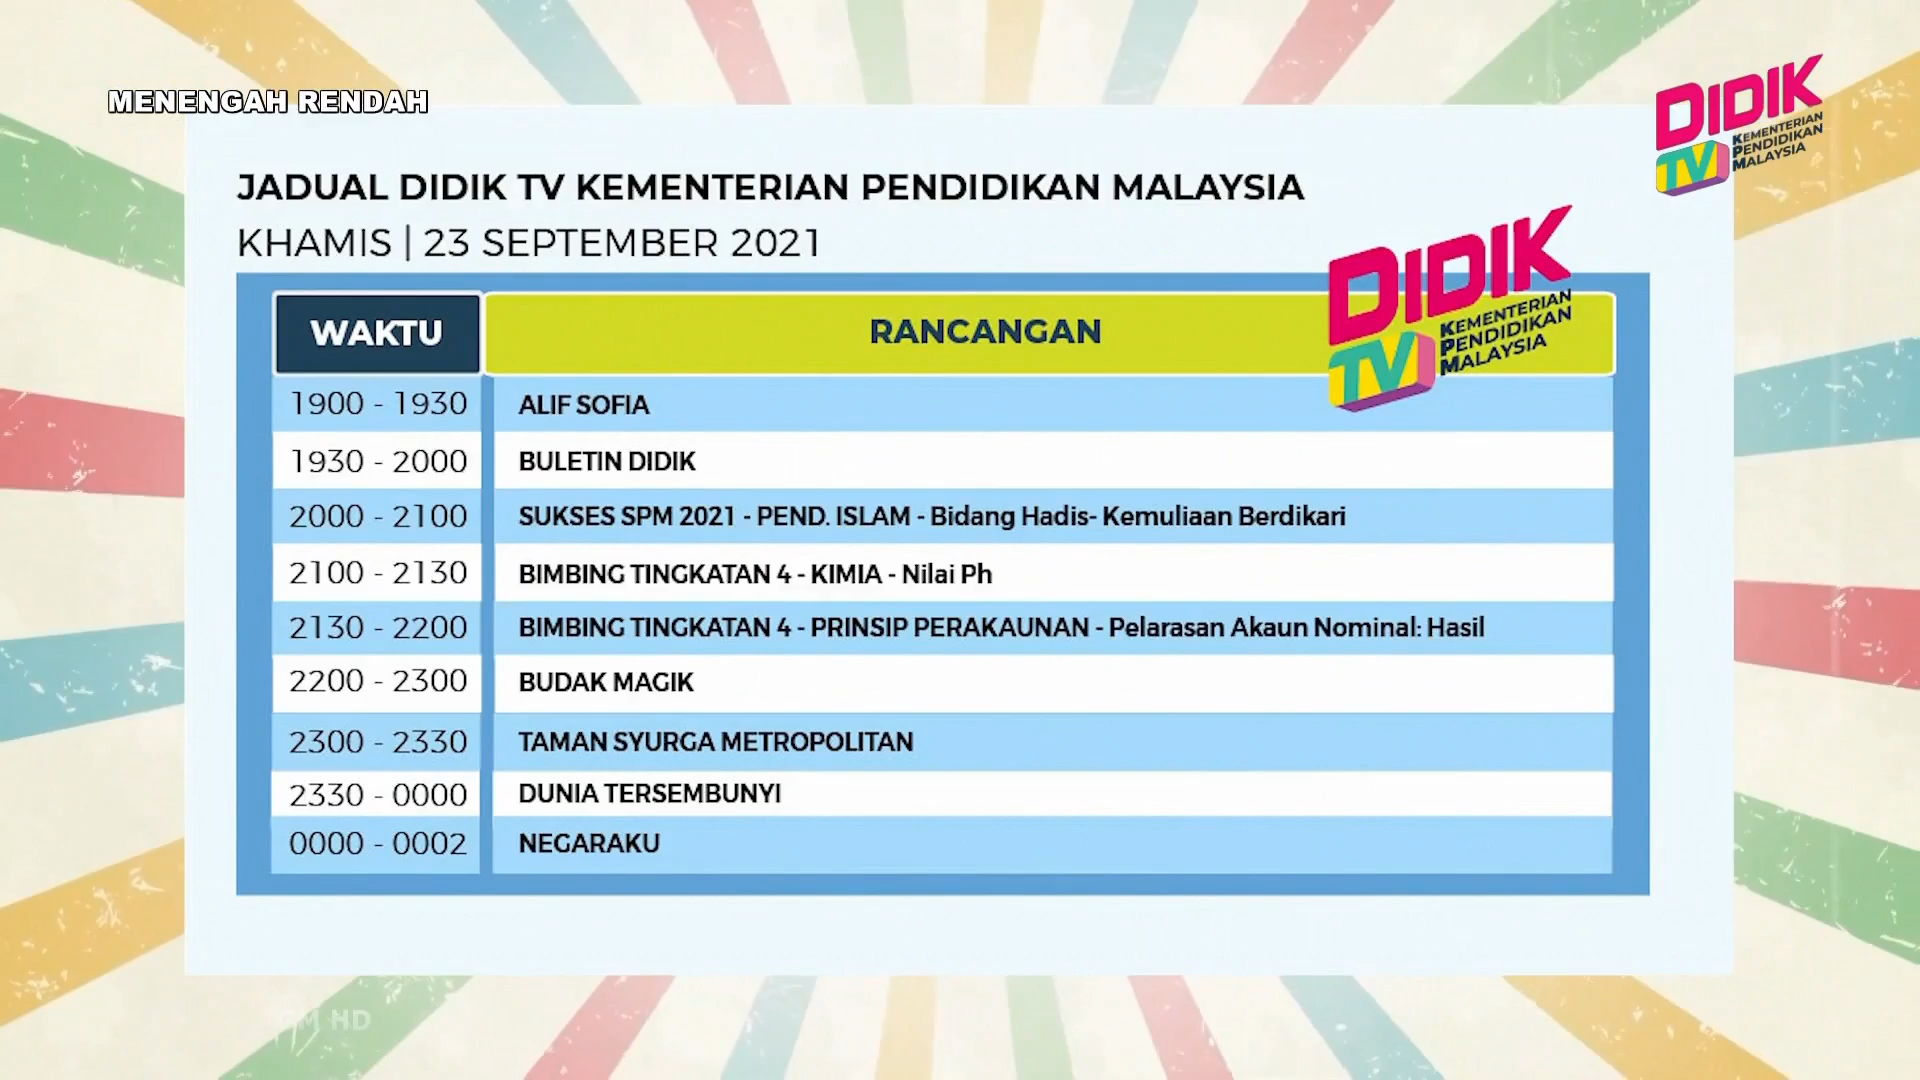 MENENGAH RENDAH
DIDIK
TV
KEMENTERIAN
PENDIDIKAN
MALAYSIA
JADUAL DIDIK TV KEMENTERIAN PENDIDIKAN MALAYSIA
KHAMIS | 23 SEPTEMBER 2021
DIDIK
TV
KEMENTERIAN
PENDIDIKAN
MALAYSIA
WAKTU RANCANGAN
1900 - 1930 ALIF SOFIA
1930 - 2000 BULETIN DIDIK
2000 - 2100 SUKSES SPM 2021 - PEND. ISLAM - Bidang Hadis- Kemuliaan Berdikari
2100 - 2130 BIMBING TINGKATAN 4 - KIMIA - Nilai Ph
2130 - 2200 BIMBING TINGKATAN 4 - PRINSIP PERAKAUNAN - Pelarasan Akaun Nominal: Hasil
2200 - 2300 BUDAK MAGIK
2300 - 2330 TAMAN SYURGA METROPOLITAN
2330 - 0000 DUNIA TERSEMBUNYI
0000 - 0002 NEGARAKU
HD